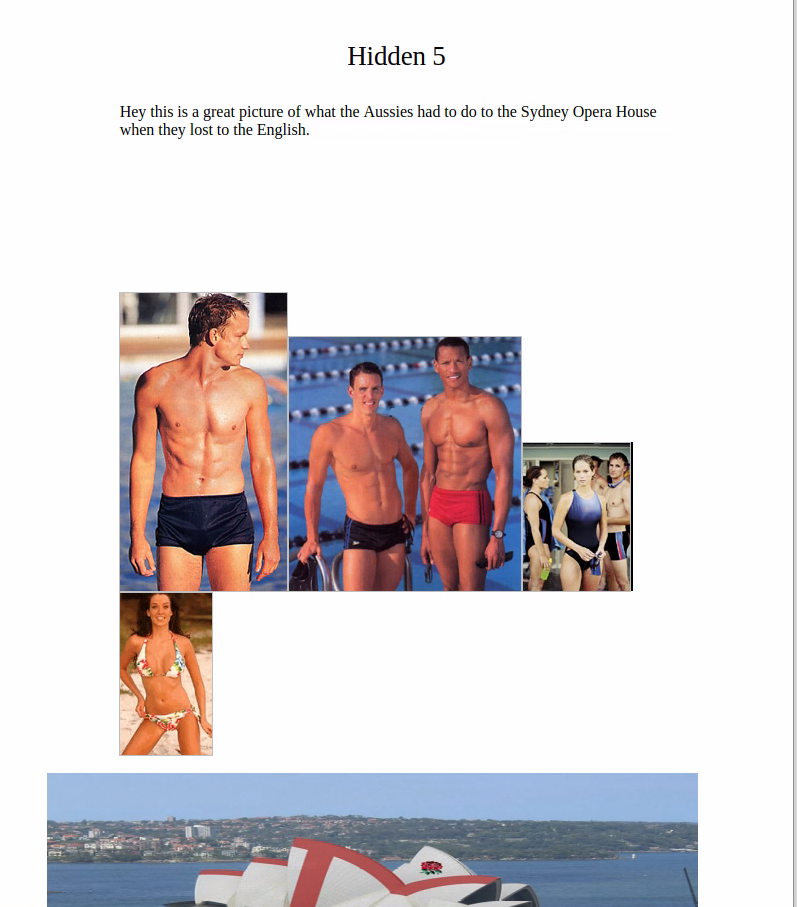 Hidden 5
Hey this is a great picture of what the Aussies had to do to the Sydney Opera House
when they lost to the English.